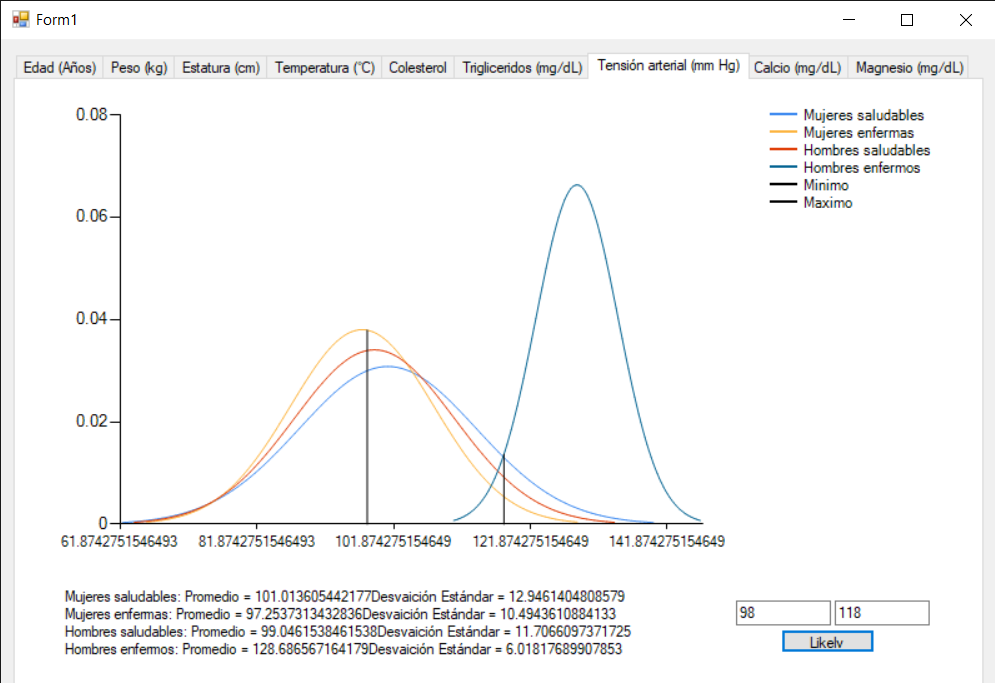 Form1
Edad (Años) Peso (kg) Estatura (cm) Temperatura (°C) Colesterol Trigliceridos (mg/dL) Tensión arterial (mm Hg) Calcio (mg/dL) Magnesio (mg/dL)
0.08
0.06
0.04
0.02
0
61.8742751546493 81.8742751546493 101.874275154649 121.874275154649 141.874275154649
Mujeres saludables
Mujeres enfermas
Hombres saludables
Hombres enfermos
Minimo
Maximo
Mujeres saludables: Promedio = 101.013605442177Desvaición Estándar = 12.9461404808579
Mujeres enfermas: Promedio = 97.2537313432836Desvaición Estándar = 10.4943610884133
Hombres saludables: Promedio = 99.0461538461538Desvaición Estándar = 11.7066097371725
Hombres enfermos: Promedio = 128.686567164179Desvaición Estándar = 6.01817689907853
98 118
Likely